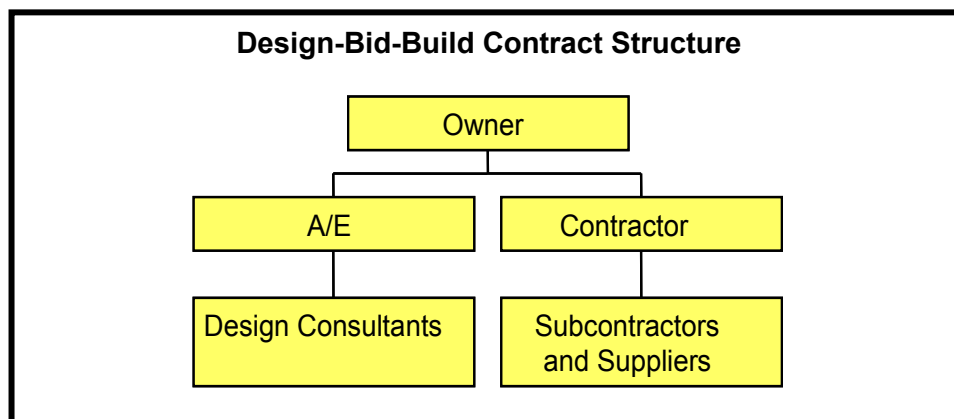 Design-Bid-Build Contract Structure
Owner
A/E
Contractor
Design Consultants
Subcontractors
and Suppliers